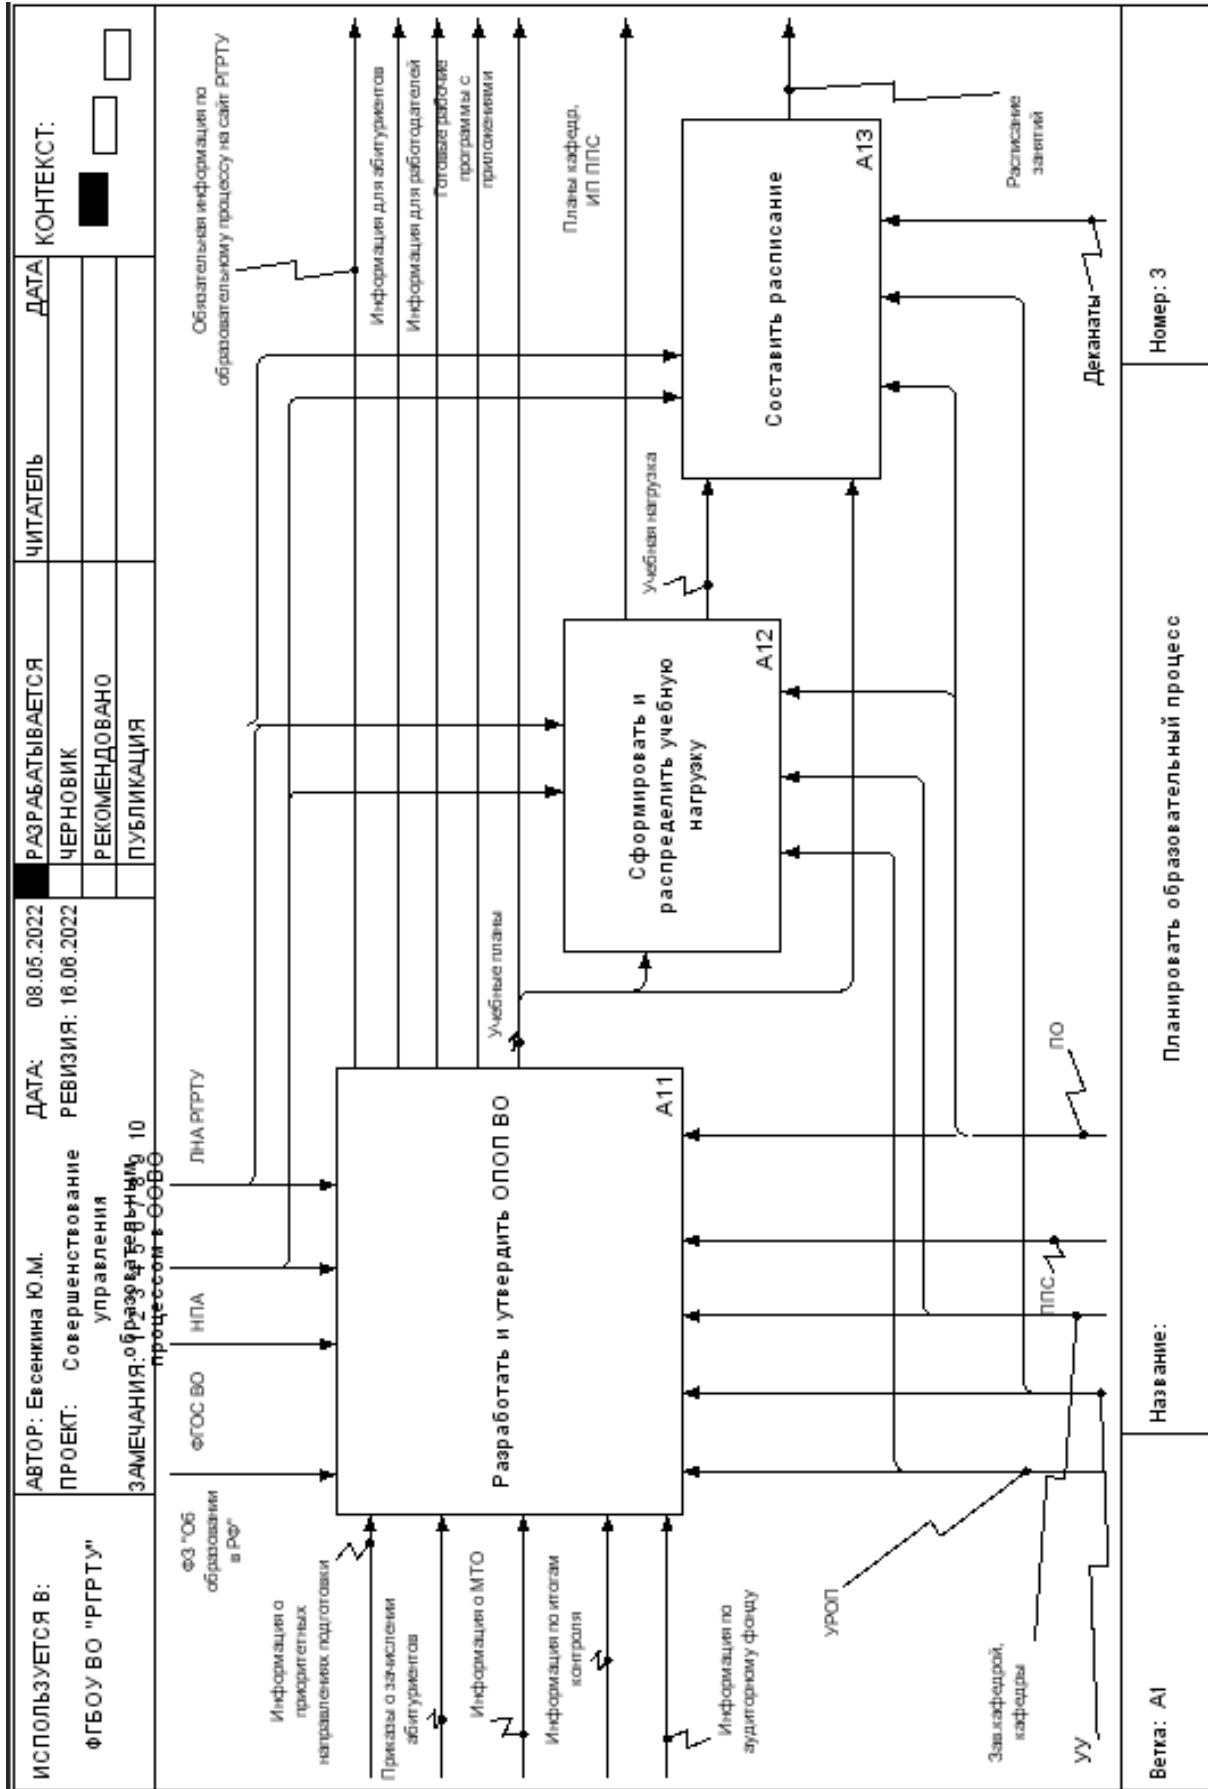 ИСПОЛЬЗУЕТСЯ В:
ФГБОУ ВО "РГРТУ"
АВТОР: Евсенкина Ю.М.
ПРОЕКТ: Совершенствование
управления
образовательным
процессом в ООВО
ЗАМЕЧАНИЯ: 1 2 3 4 5 6 7 8 9 10
ДАТА: 08.05.2022
РЕВИЗИЯ: 16.06.2022
РАЗРАБАТЫВАЕТСЯ
ЧЕРНОВИК
РЕКОМЕНДОВАНО
ПУБЛИКАЦИЯ
ЧИТАТЕЛЬ
ДАТА
КОНТЕКСТ:
ФЗ "Об
образовании
в РФ"
ФГОС ВО
НПА
ЛНА РГРТУ
Обязательная информация по
образовательному процессу на сайт РГРТУ
Информация для абитуриентов
Информация для работодателей
Готовые рабочие
программы с
приложениями
Информация о
приоритетных
направлениях подготовки
Приказы о зачислении
абитуриентов
Информация о МТО
Информация по итогам
контроля
Информация по
аудиторному фонду
Разработать и утвердить ОПОП ВО
А11
Учебные планы
Сформировать и
распределить учебную
нагрузку
А12
Планы кафедр,
ИП ППС
Учебная нагрузка
Составить расписание
А13
Расписание
занятий
УРОП
Зав.кафедрой,
кафедры
УУ
ППС
ПО
Деканаты
Ветка: А1
Название:
Планировать образовательный процесс
Номер: 3